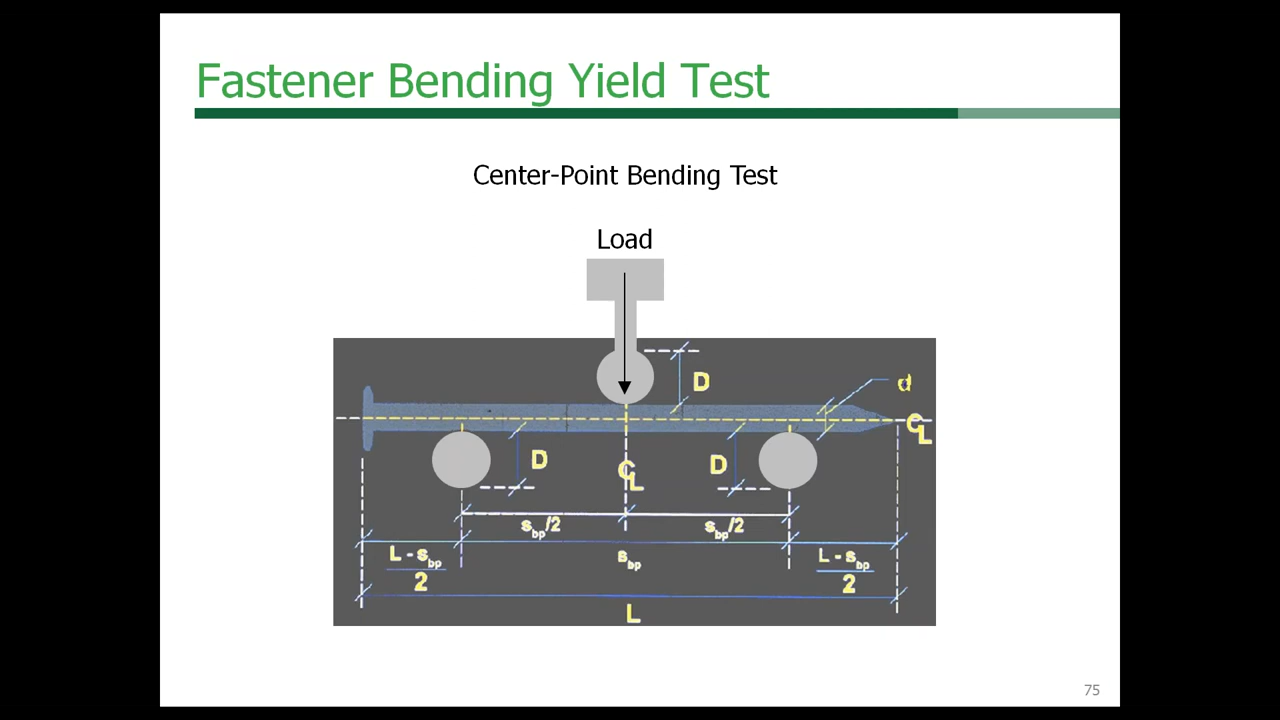 Fastener Bending Yield Test
Center-Point Bending Test
Load
D
d
CL
D
CL
D
sbp/2
sbp/2
L - sbp
2
sbp
L - sbp
2
L
75